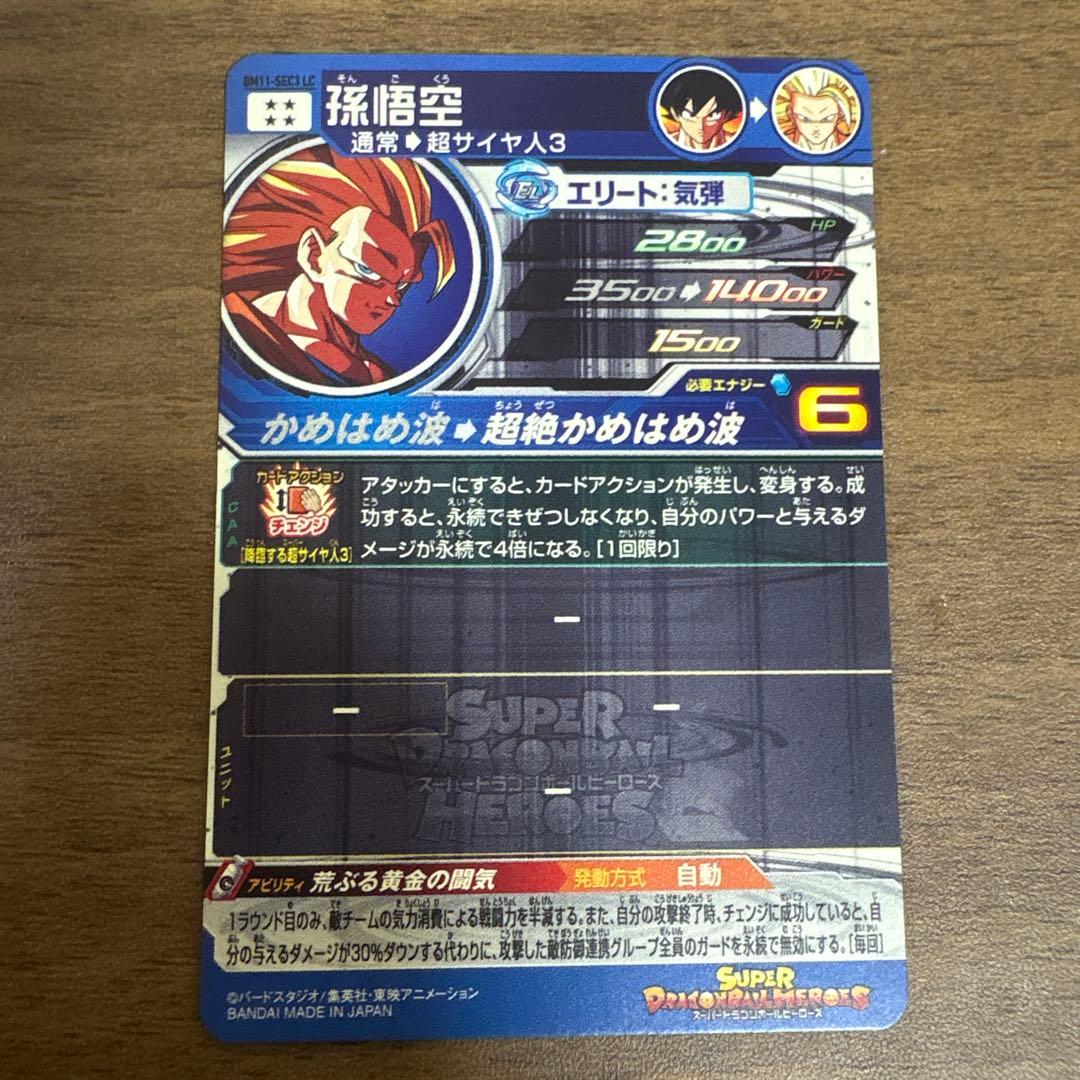 BM11-SEC3 LC
★★
★★
孫悟空
そん ご くう
通常➡超サイヤ人3
EL
エリート:気弾
HP
2800
パワー
3500➡14000
ガード
1500
必要エナジー
6
かめはめ波➡超絶かめはめ波
CAA
カードアクション
チェンジ
[降臨する超サイヤ人3]
アタッカーにすると、カードアクションが発生し、変身する。成
功すると、永続できぜつしなくなり、自分のパワーと与えるダ
メージが永続で4倍になる。[1回限り]
ー
ユニット
ー
ー
ー
SUPER
DRAGONBALL
スーパードラゴンボールヒーローズ
HEROES
アビリティ 荒ぶる黄金の闘気 発動方式 自動
1ラウンド目のみ、敵チームの気力消費による戦闘力を半減する。また、自分の攻撃終了時、チェンジに成功していると、自
分の与えるダメージが30%ダウンする代わりに、攻撃した敵防御連携グループ全員のガードを永続で無効にする。[毎回]
©バードスタジオ/集英社・東映アニメーション
BANDAI MADE IN JAPAN
SUPER
DRAGONBALL HEROES
スーパードラゴンボールヒーローズ